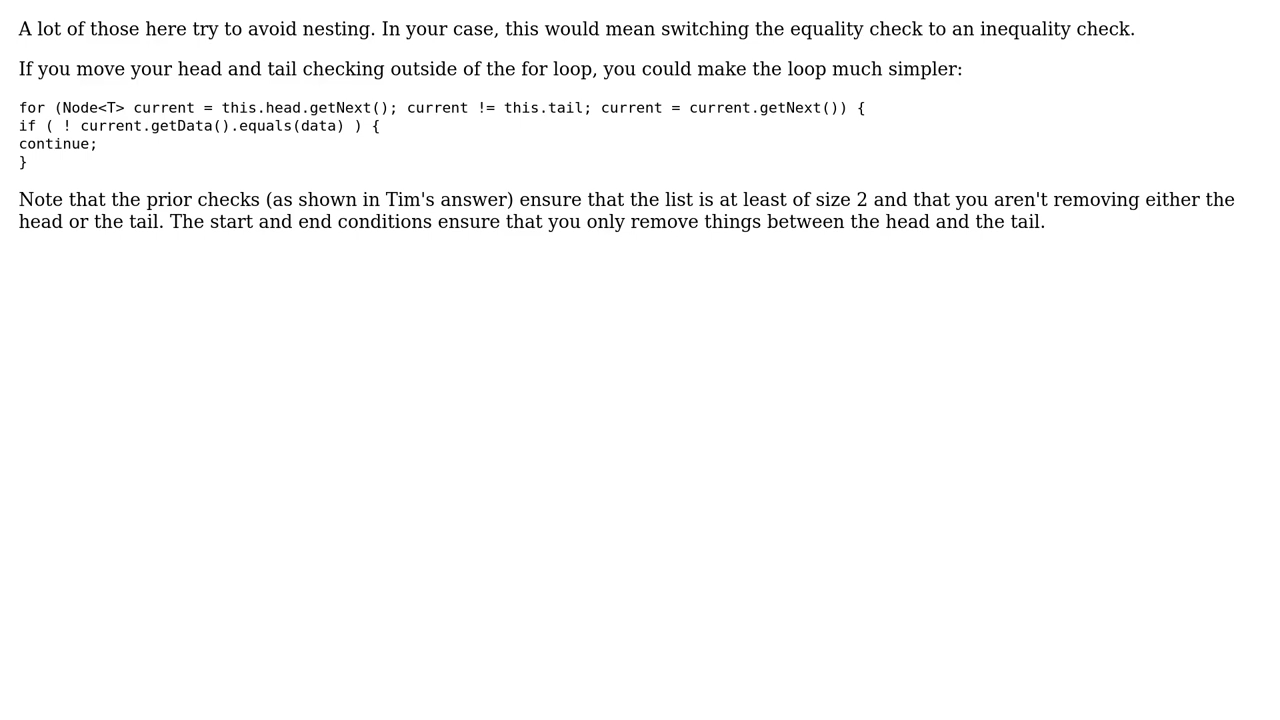 A lot of those here try to avoid nesting. In your case, this would mean switching the equality check to an inequality check.
If you move your head and tail checking outside of the for loop, you could make the loop much simpler:
for (Node<T> current = this.head.getNext(); current != this.tail; current = current.getNext()) {
if ( ! current.getData().equals(data) ) {
continue;
}
Note that the prior checks (as shown in Tim's answer) ensure that the list is at least of size 2 and that you aren't removing either the
head or the tail. The start and end conditions ensure that you only remove things between the head and the tail.